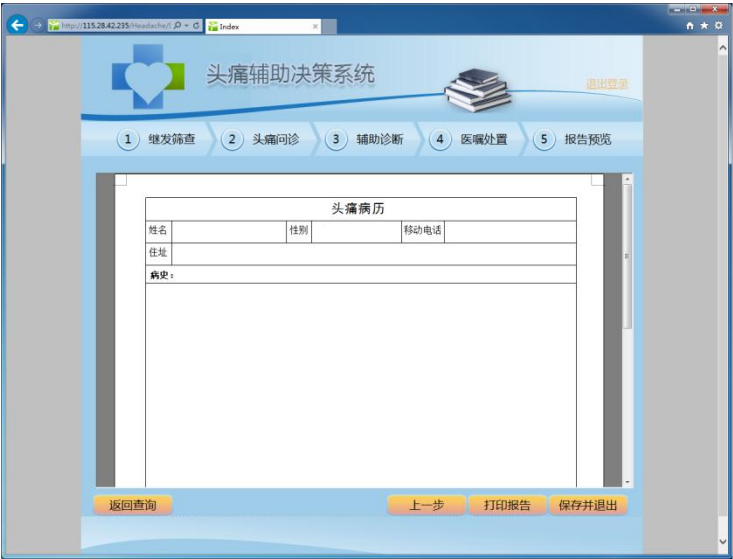 http://115.28.42.235/Headache/(
Index
头痛辅助决策系统
退出登录
1 继发筛查 2 头痛问诊 3 辅助诊断 4 医嘱处置 5 报告预览
头痛病历
姓名 性别 移动电话
住址
病史：
返回查询 上一步 打印报告 保存并退出